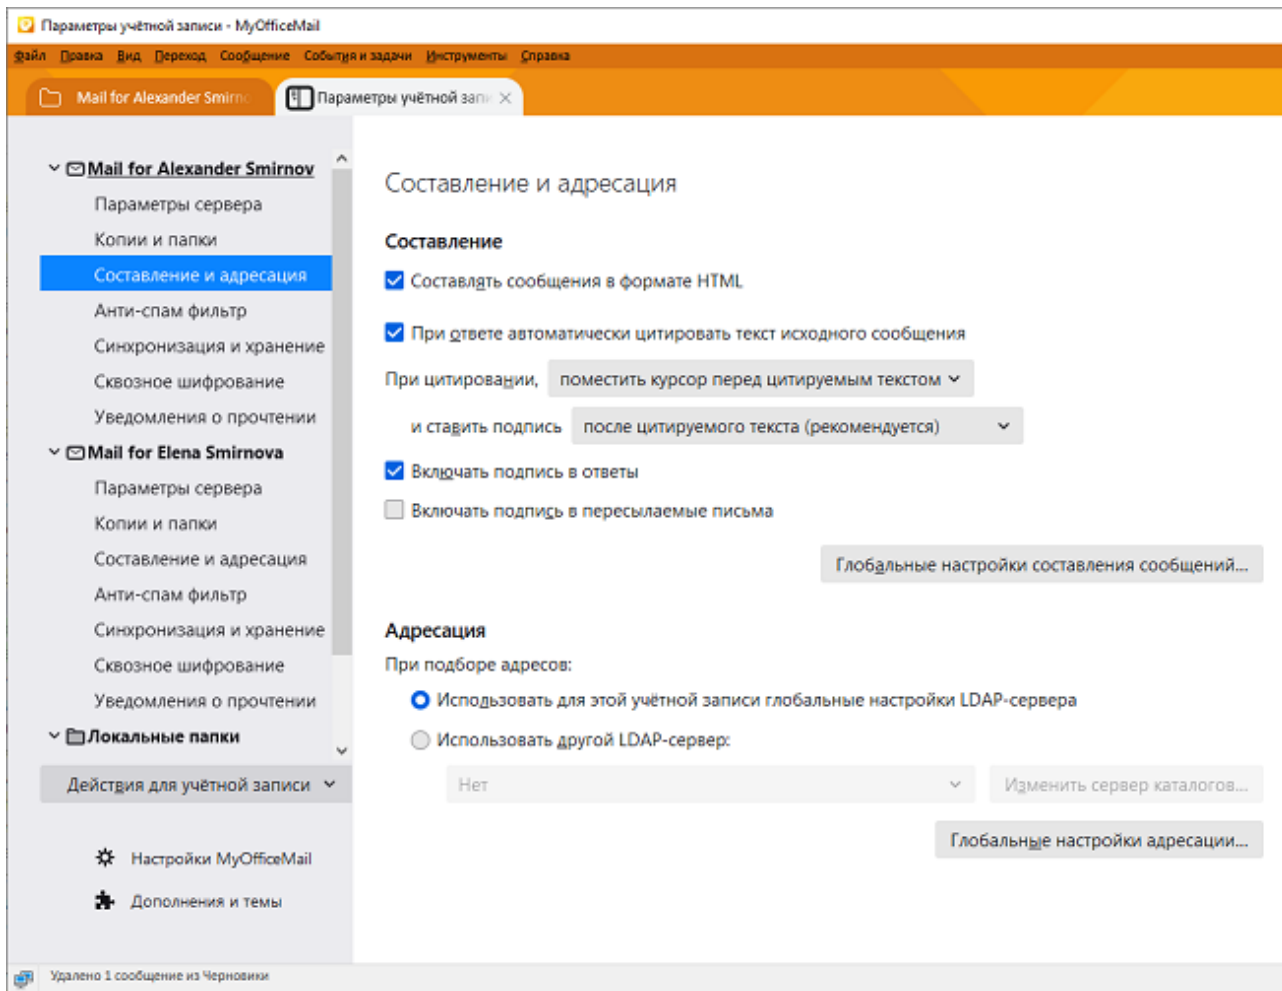 Параметры учётной записи - MyOfficeMail
Файл Правка Вид Переход Сообщение События и задачи Инструменты Справка
Mail for Alexander Smirno
Параметры учётной запи
Mail for Alexander Smirnov
Параметры сервера
Копии и папки
Составление и адресация
Анти-спам фильтр
Синхронизация и хранение
Сквозное шифрование
Уведомления о прочтении
Mail for Elena Smirnova
Параметры сервера
Копии и папки
Составление и адресация
Анти-спам фильтр
Синхронизация и хранение
Сквозное шифрование
Уведомления о прочтении
Локальные папки
Действия для учётной записи
Настройки MyOfficeMail
Дополнения и темы
Составление и адресация
Составление
Составлять сообщения в формате HTML
При ответе автоматически цитировать текст исходного сообщения
При цитировании, поместить курсор перед цитируемым текстом
и ставить подпись после цитируемого текста (рекомендуется)
Включать подпись в ответы
Включать подпись в пересылаемые письма
Глобальные настройки составления сообщений...
Адресация
При подборе адресов:
Использовать для этой учётной записи глобальные настройки LDAP-сервера
Использовать другой LDAP-сервер:
Нет Изменить сервер каталогов...
Глобальные настройки адресации...
Удалено 1 сообщение из Черновики